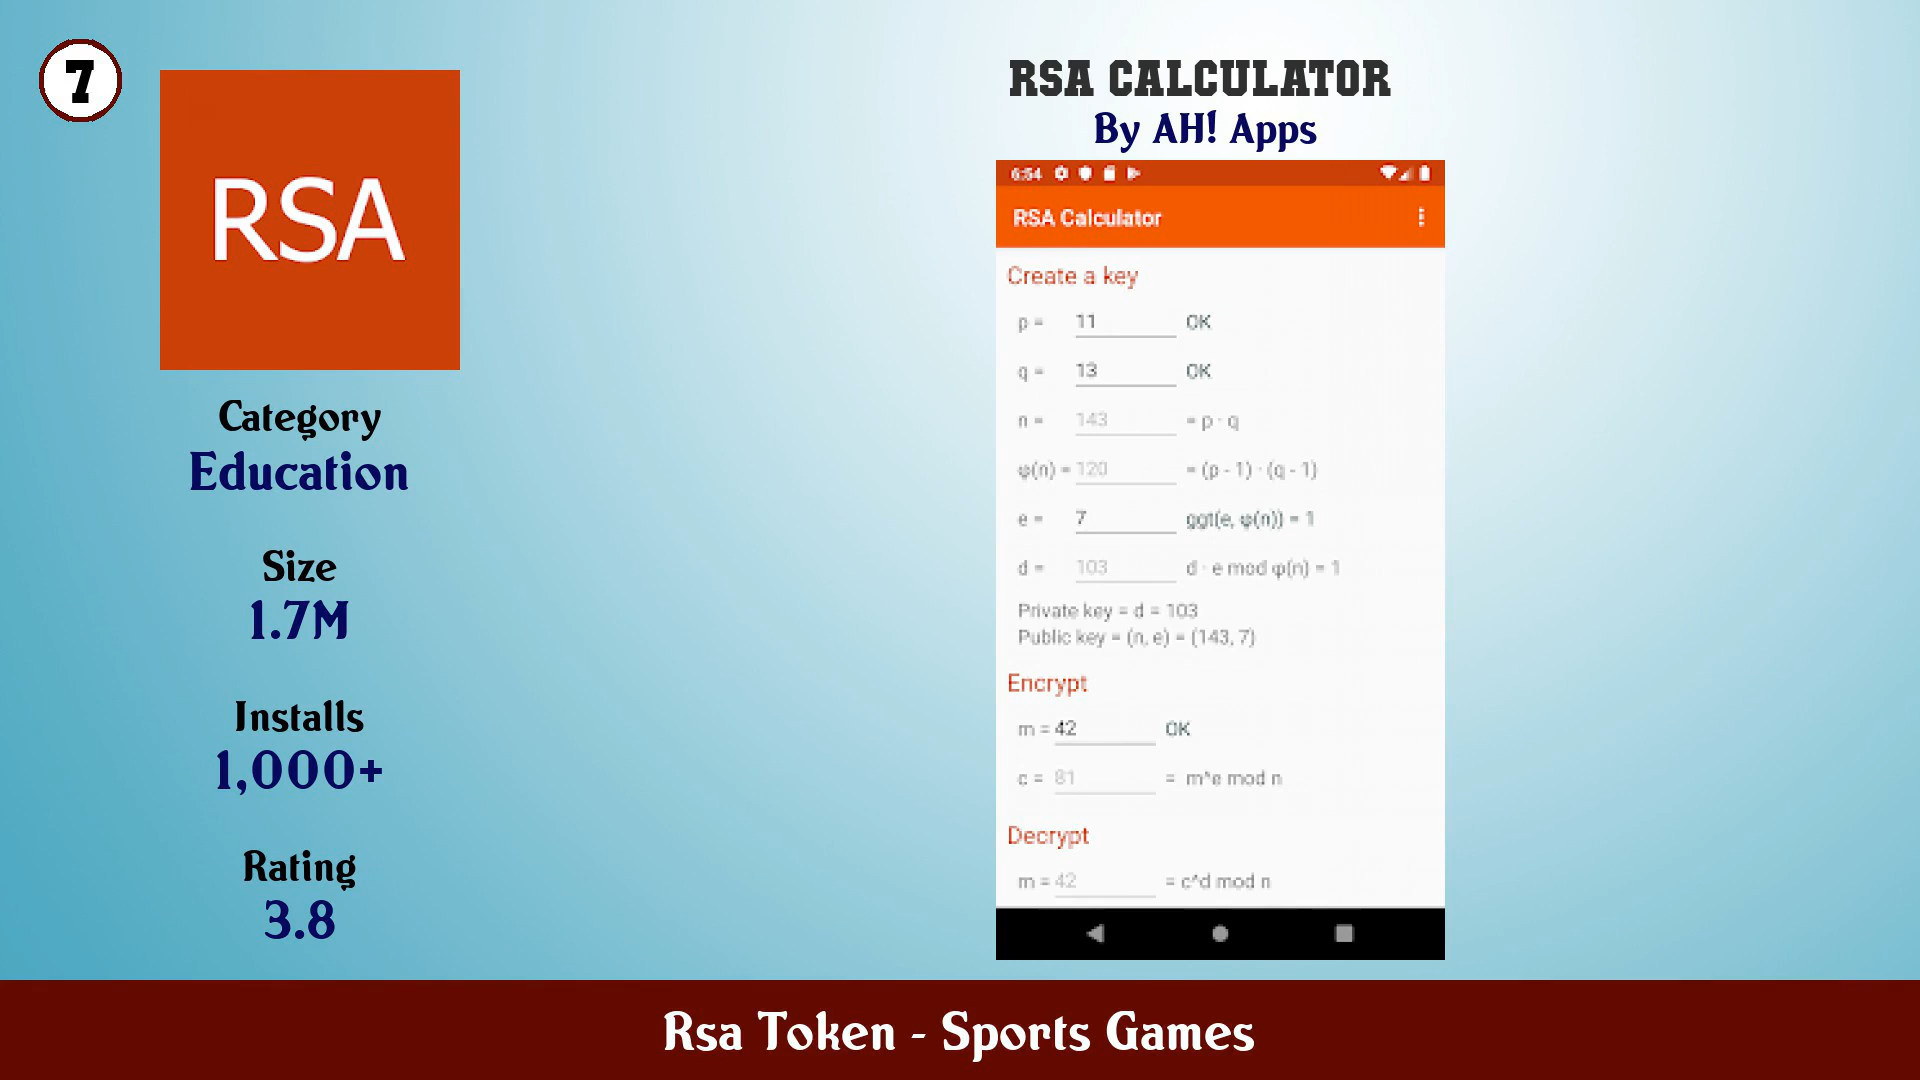 7
RSA
Category
Education
Size
1.7M
Installs
1,000+
Rating
3.8
RSA CALCULATOR
By AH! Apps
6:54
RSA Calculator
Create a key
p = 11 OK
q = 13 OK
n = 143 = p · q
φ(n) = 120 = (p - 1) · (q - 1)
e = 7 ggt(e, φ(n)) = 1
d = 103 d · e mod φ(n) = 1
Private key = d = 103
Public key = (n, e) = (143, 7)
Encrypt
m = 42 OK
c = 81 = m^e mod n
Decrypt
m = 42 = c^d mod n
Rsa Token - Sports Games